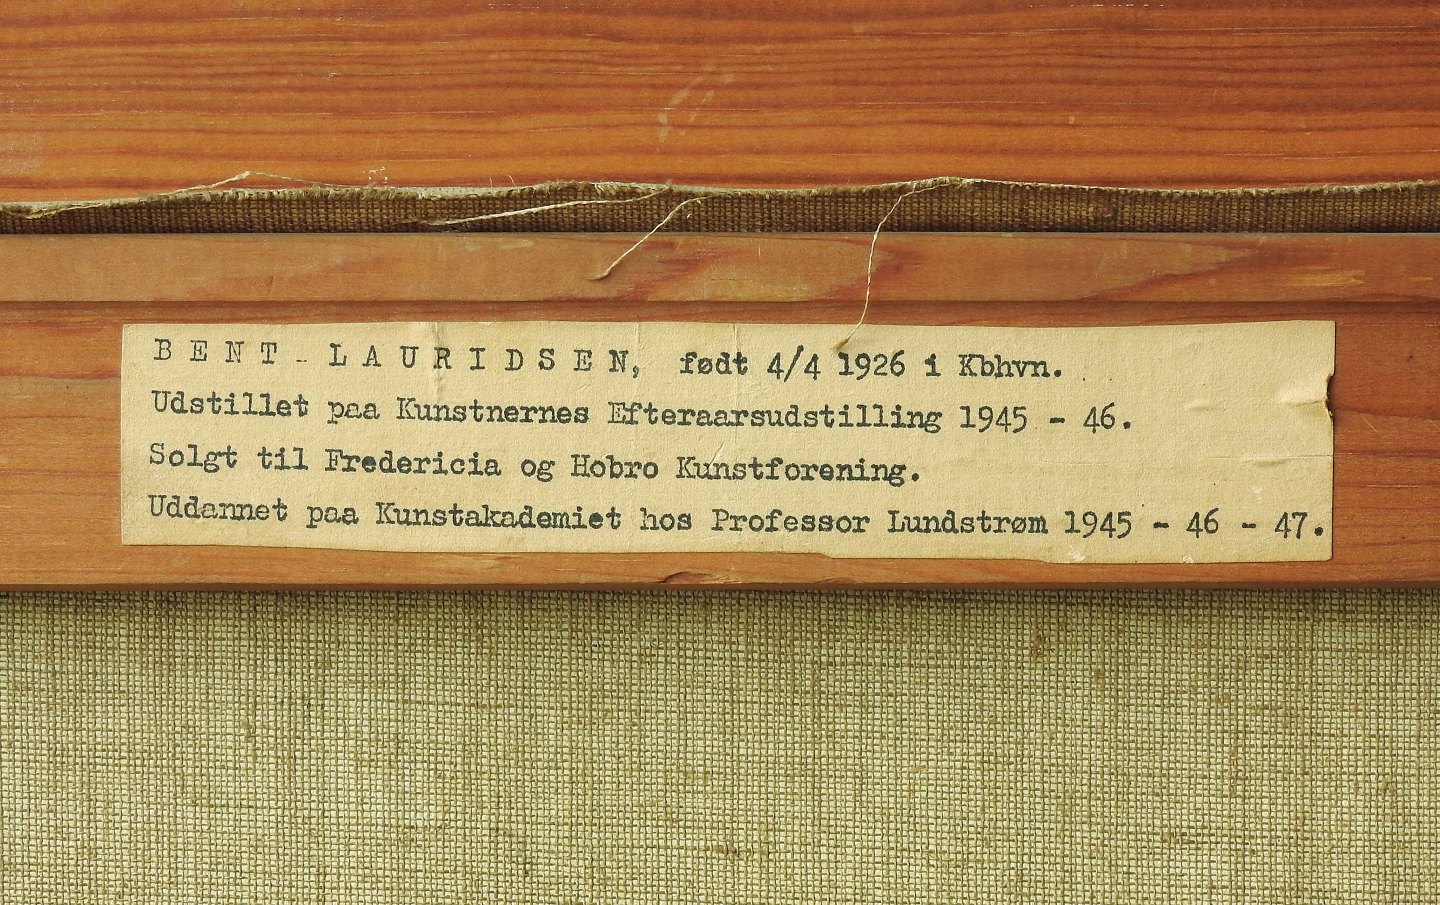 BENT LAURIDSEN, født 4/4 1926 i Kbhvn.
Udstillet paa Kunstnernes Efteraarsudstilling 1945 - 46.
Solgt til Fredericia og Hobro Kunstforening.
Uddannet paa Kunstakademiet hos Professor Lundstrøm 1945 - 46 - 47.